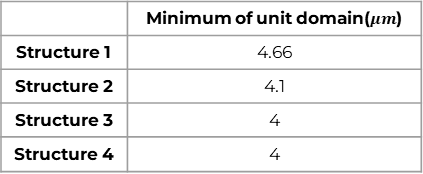 Minimum of unit domain(μm)
Structure 1 4.66
Structure 2 4.1
Structure 3 4
Structure 4 4